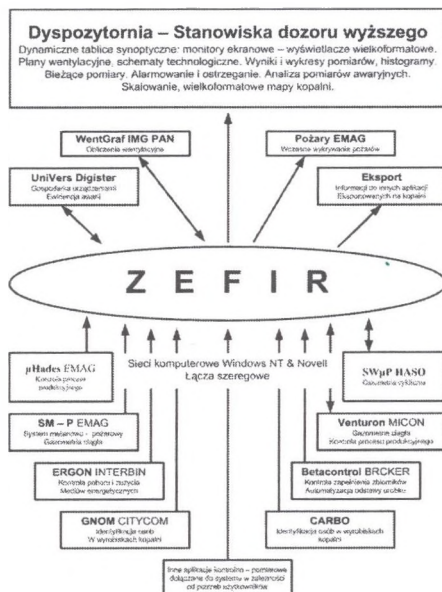 Dyspozytornia – Stanowiska dozoru wyższego
Dynamiczne tablice synoptyczne: monitory ekranowe – wyświetlacze wielkoformatowe.
Plany wentylacyjne, schematy technologiczne. Wyniki i wykresy pomiarów, histogramy.
Bieżące pomiary. Alarmowanie i ostrzeganie. Analiza pomiarów awaryjnych.
Skalowanie, wielkoformatowe mapy kopalni.
WentGraf IMG PAN
Obliczenia wentylacyjne
Pożary EMAG
Wczesne wykrywanie pożarów
UniVers Digister
Gospodarka urządzeniami
Ewidencja awarii
Eksport
Informacji do innych aplikacji
Eksploatowanych na kopalni
Z E F I R
Sieci komputerowe Windows NT & Novell
Łącza szeregowe
µHades EMAG
Kontrola procesu
produkcyjnego
SWµP HASO
Gazometria cykliczna
SM – P EMAG
System metanowo - pożarowy
Gazometria ciągła
Venturon MICON
Gazometria ciągła
Kontrola procesu produkcyjnego
ERGON INTERBIN
Kontrola poboru i zużycia
Mediów energetycznych
Betacontrol BRCKER
Kontrola zapełnienia zbiorników
Automatyzacja odstawy urobku
GNOM CITYCOM
Identyfikacja osób
W wyrobiskach kopalni
CARBO
Identyfikacja osób w wyrobiskach
kopalni
Inne aplikacje kontrolno – pomiarowe
dołączane do systemu w zależności
od potrzeb użytkowników